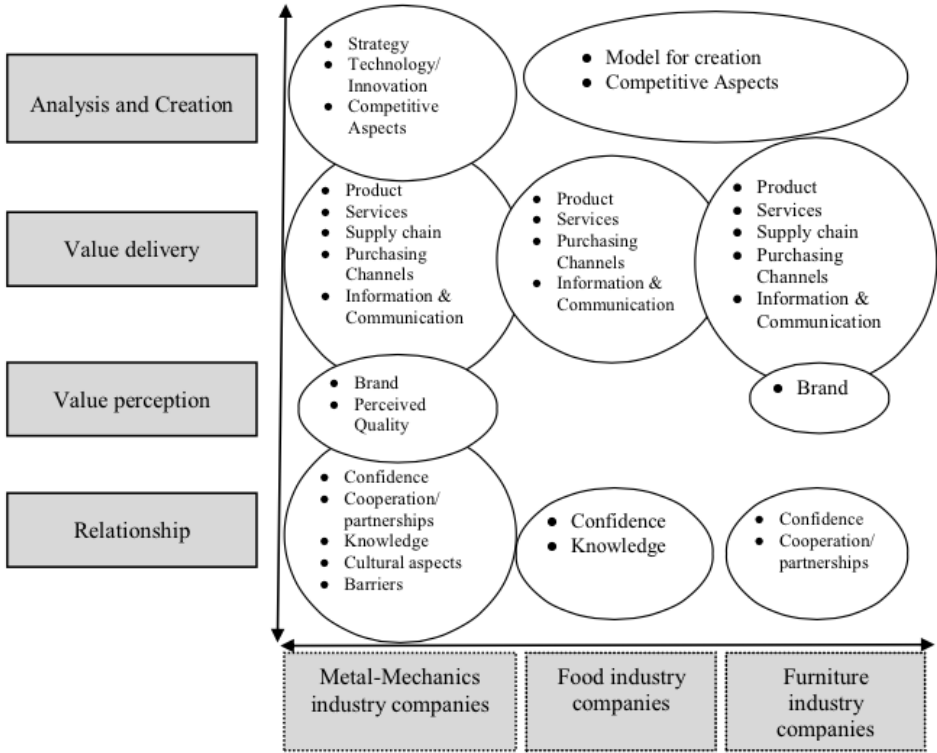 Analysis and Creation
Strategy
Technology/
Innovation
Competitive
Aspects
Model for creation
Competitive Aspects
Value delivery
Product
Services
Supply chain
Purchasing
Channels
Information &
Communication
Product
Services
Purchasing
Channels
Information &
Communication
Product
Services
Supply chain
Purchasing
Channels
Information &
Communication
Value perception
Brand
Perceived
Quality
Brand
Relationship
Confidence
Cooperation/
partnerships
Knowledge
Cultural aspects
Barriers
Confidence
Knowledge
Confidence
Cooperation/
partnerships
Metal-Mechanics
industry companies
Food industry
companies
Furniture
industry
companies